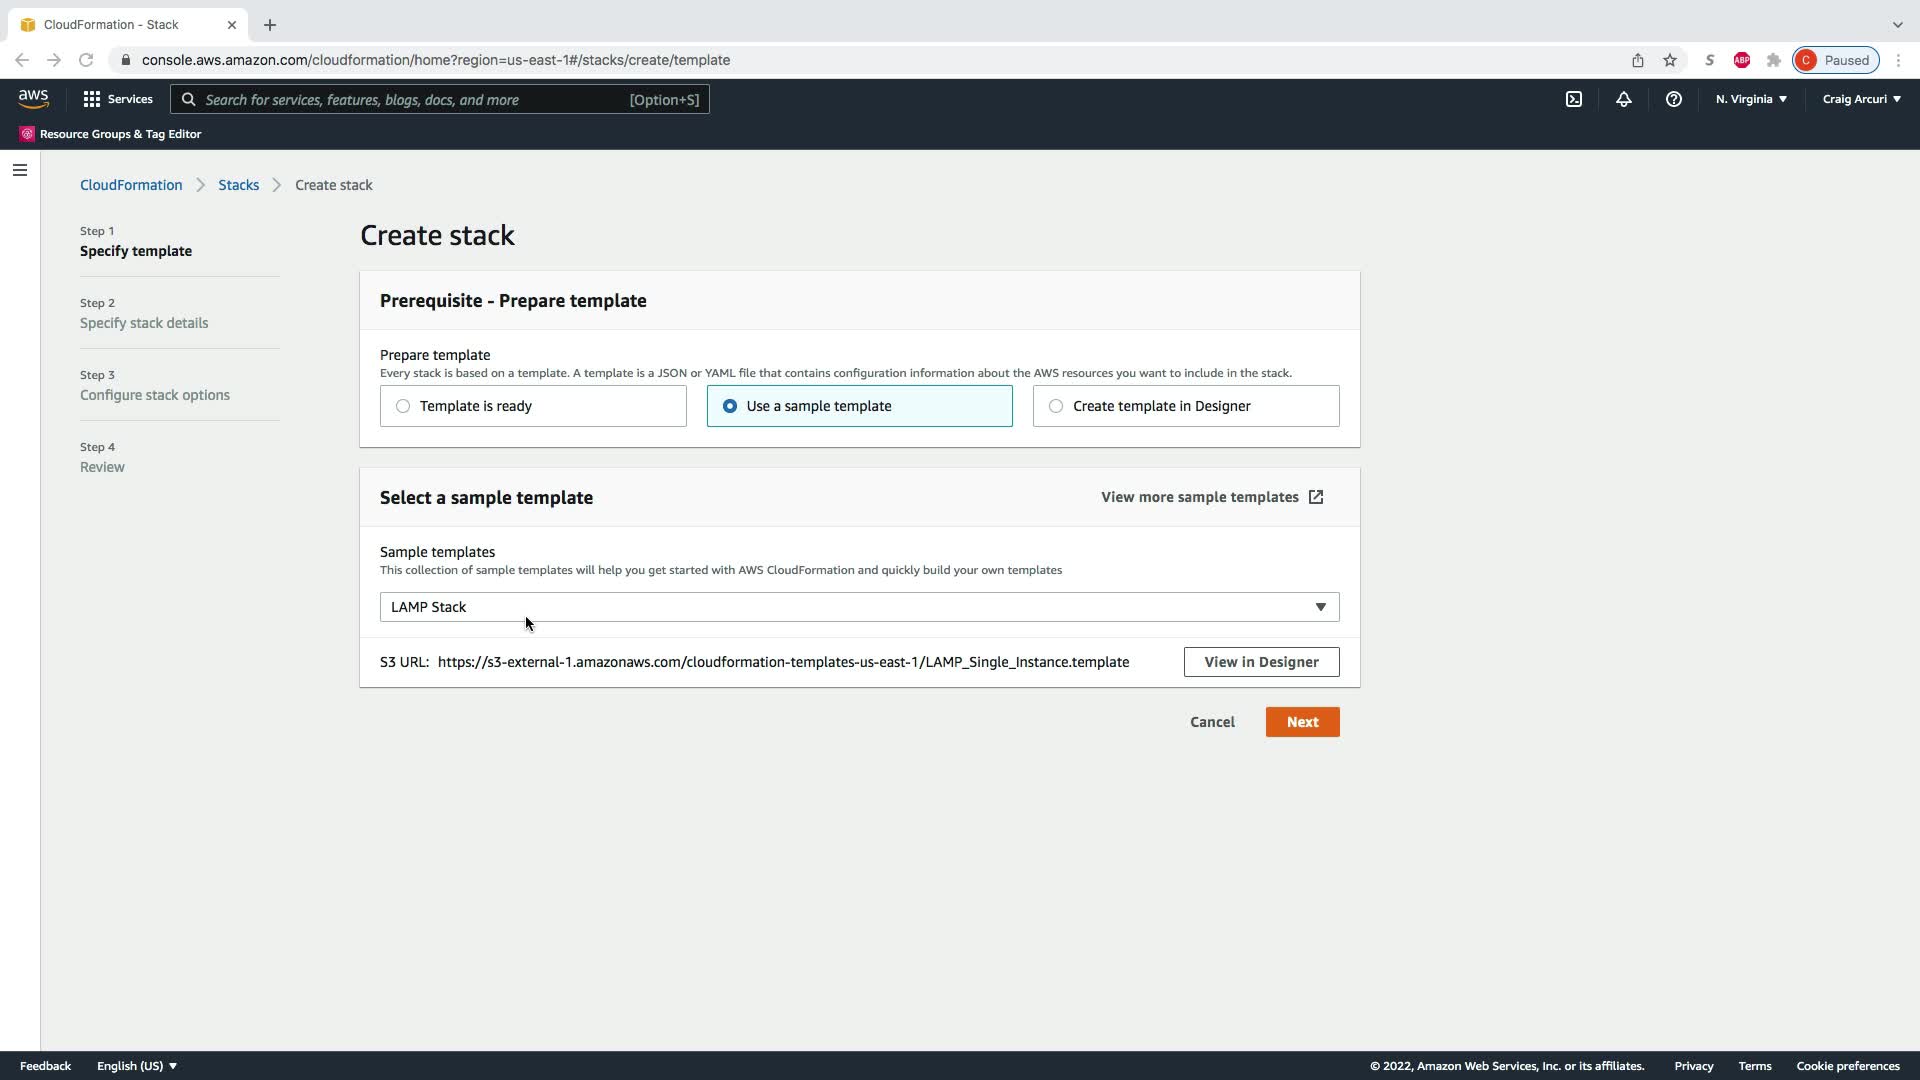 CloudFormation - Stack
console.aws.amazon.com/cloudformation/home?region=us-east-1#/stacks/create/template
S
ABP
C
Paused
aws
Services
Search for services, features, blogs, docs, and more
[Option+S]
N. Virginia
Craig Arcuri
Resource Groups & Tag Editor
CloudFormation
Stacks
Create stack
Step 1
Specify template
Step 2
Specify stack details
Step 3
Configure stack options
Step 4
Review
Create stack
Prerequisite - Prepare template
Prepare template
Every stack is based on a template. A template is a JSON or YAML file that contains configuration information about the AWS resources you want to include in the stack.
Template is ready
Use a sample template
Create template in Designer
Select a sample template
View more sample templates
Sample templates
This collection of sample templates will help you get started with AWS CloudFormation and quickly build your own templates
LAMP Stack
S3 URL: https://s3-external-1.amazonaws.com/cloudformation-templates-us-east-1/LAMP_Single_Instance.template
View in Designer
Cancel
Next
Feedback
English (US)
© 2022, Amazon Web Services, Inc. or its affiliates.
Privacy
Terms
Cookie preferences